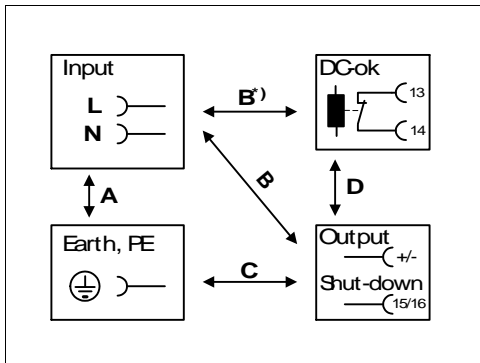 Input
L
N
B*)
DC-ok
13
14
A
B
D
Earth, PE
C
Output
+/-
Shut-down
15/16